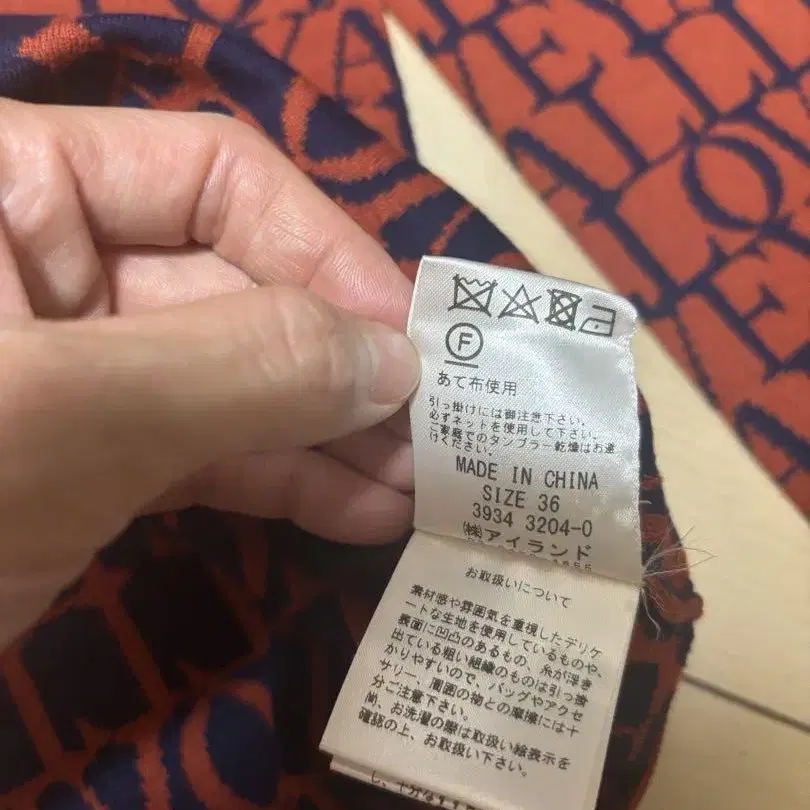 F
あて布使用
引っ掛けには御注意下さい。
必ずネットを使用して下さい。
ご家庭でのタンブラー乾燥はお避
けください。
MADE IN CHINA
SIZE 36
3934 3204-0
㈱アイランド
お取扱いについて
素材感や雰囲気を重視したデリケ
ートな生地を使用しているものや、
表面に凹凸のあるもの、糸が浮き
出ている粗い組織のものは引っ掛
かりやすいので、バッグやアクセ
サリー、周囲の物との摩擦には十
分ご注意下さい。
尚、お洗濯の際は取扱い絵表示を
確認の上、お取扱い下さい。